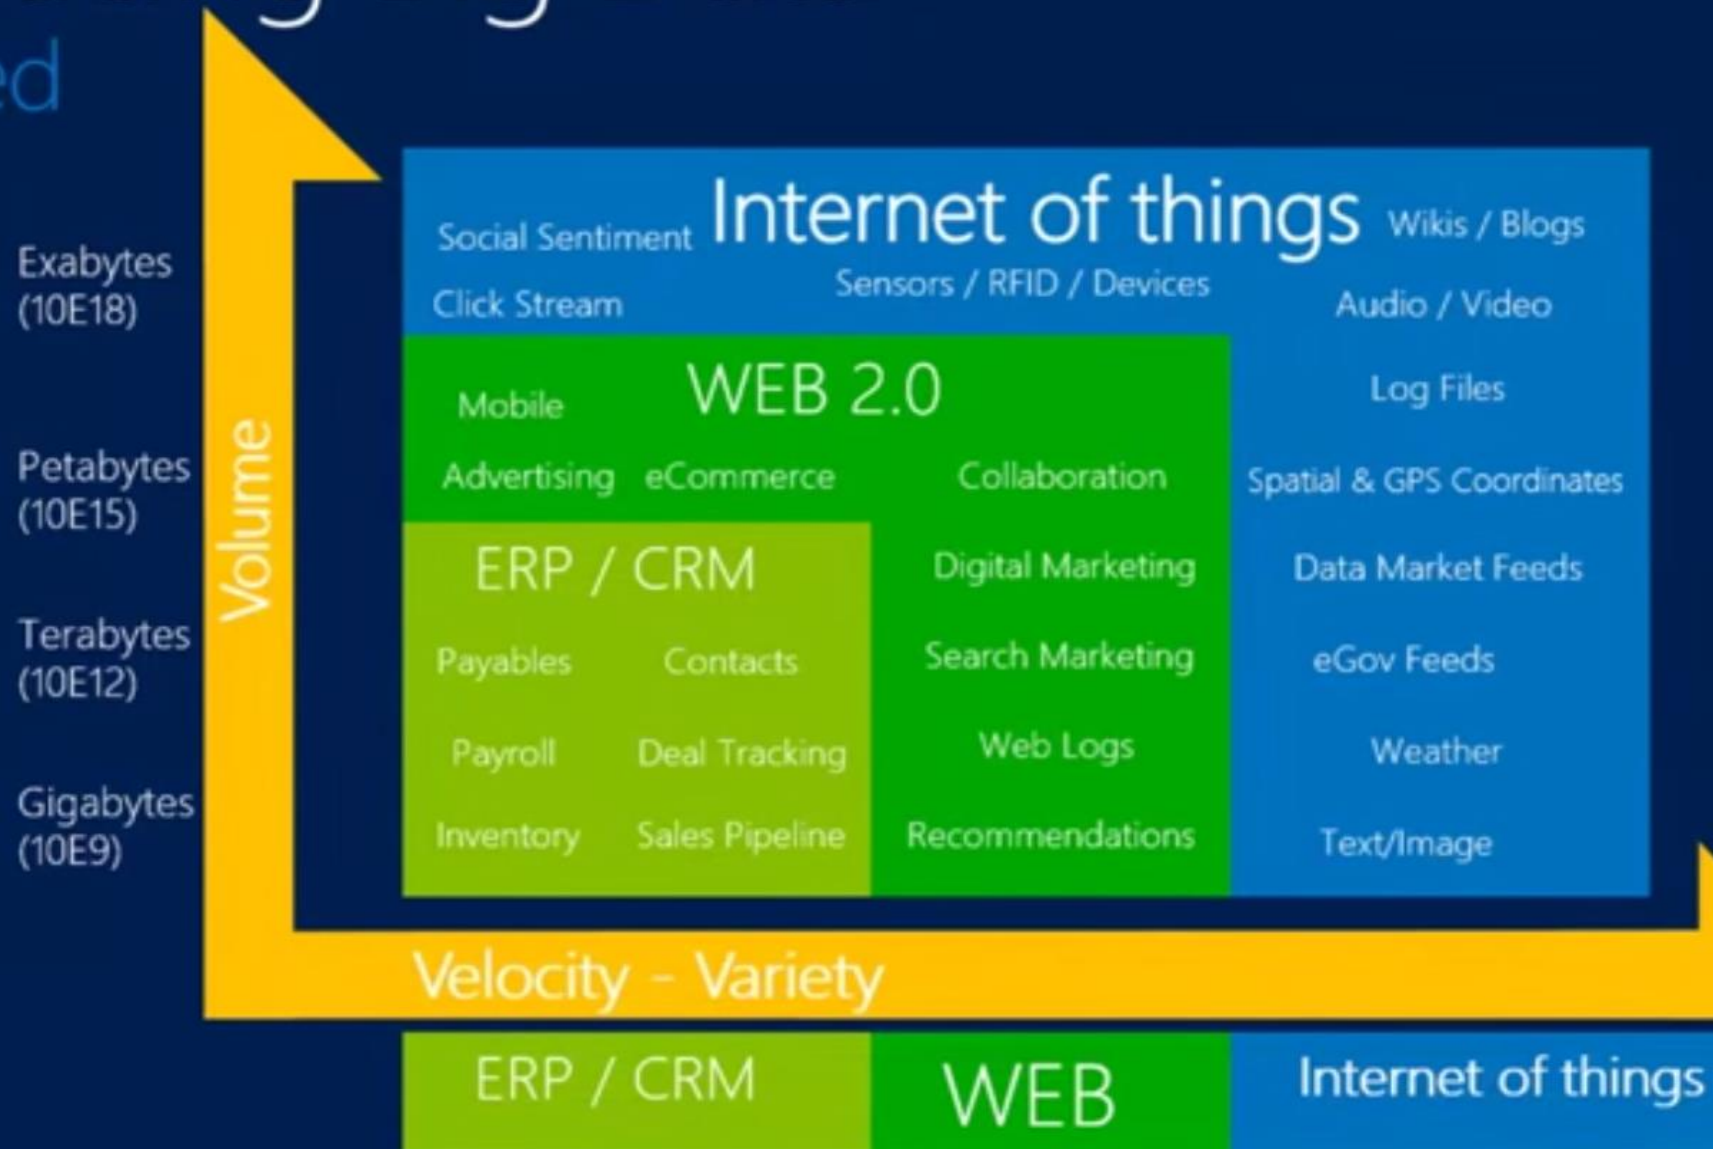 ed
Exabytes
(10E18)
Petabytes
(10E15)
Terabytes
(10E12)
Gigabytes
(10E9)
Volume
Internet of things
Social Sentiment
Wikis / Blogs
Sensors / RFID / Devices
Click Stream
Audio / Video
Log Files
Spatial & GPS Coordinates
Data Market Feeds
eGov Feeds
Weather
Text/Image
WEB 2.0
Mobile
Advertising eCommerce Collaboration
Digital Marketing
Search Marketing
Web Logs
Recommendations
ERP / CRM
Payables Contacts
Payroll Deal Tracking
Inventory Sales Pipeline
Velocity - Variety
ERP / CRM WEB Internet of things